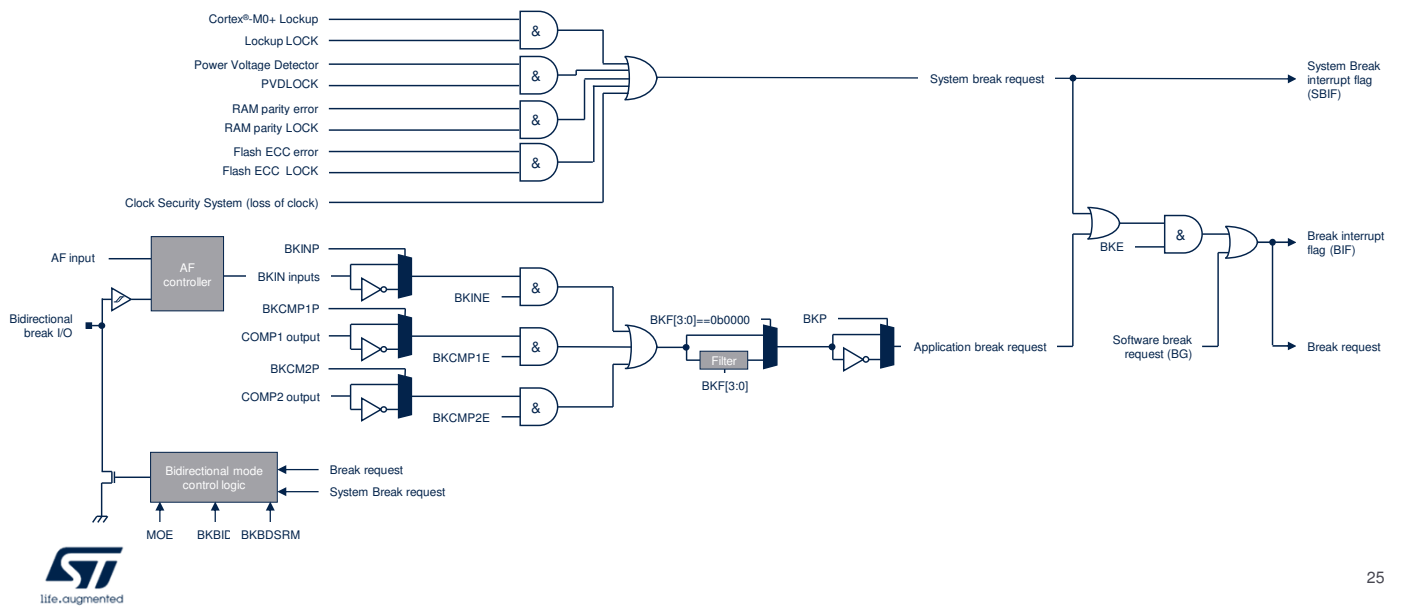 Cortex®-M0+ Lockup
&
Lockup LOCK
Power Voltage Detector
&
PVDLOCK
System break request
System Break
interrupt flag
(SBIF)
RAM parity error
&
RAM parity LOCK
Flash ECC error
&
Flash ECC LOCK
Clock Security System (loss of clock)
AF input
AF
controller
BKINP
BKIN inputs
BKINE
&
BKE
&
Break interrupt
flag (BIF)
Bidirectional
break I/O
BKCMP1P
COMP1 output
BKCMP1E
&
BKF[3:0]==0b0000
Filter
BKF[3:0]
BKP
Application break request
Software break
request (BG)
Break request
BKCM2P
COMP2 output
BKCMP2E
&
Bidirectional mode
control logic
Break request
System Break request
MOE
BKBID
BKBDSRM
ST
life.augmented
25